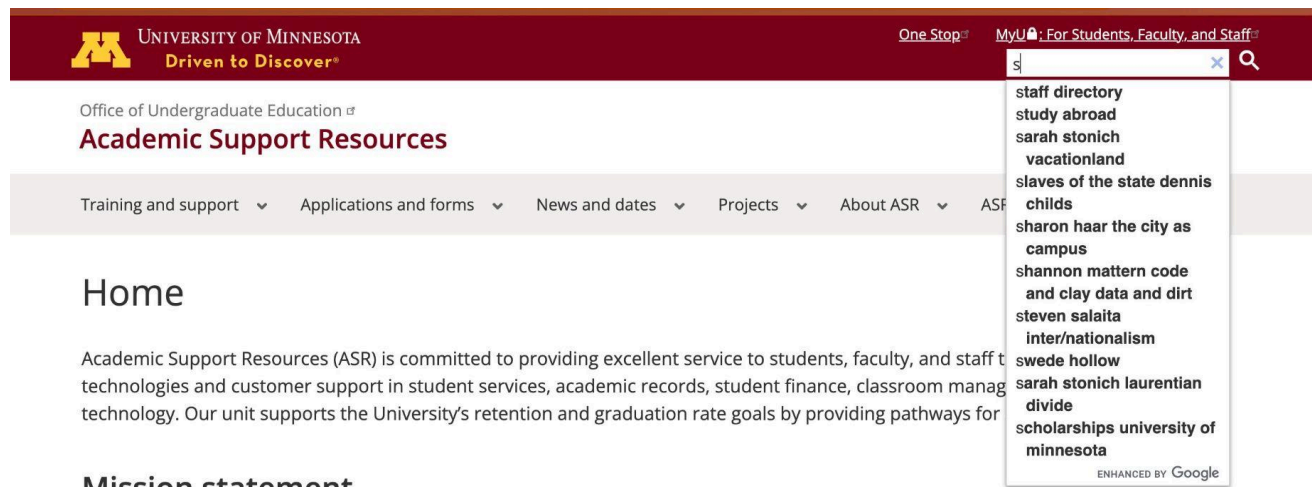 UNIVERSITY OF MINNESOTA
Driven to Discover®
One Stop
MyU : For Students, Faculty, and Staff
s
Office of Undergraduate Education
Academic Support Resources
Training and support
Applications and forms
News and dates
Projects
About ASR
staff directory
study abroad
sarah stonich
vacationland
slaves of the state dennis
childs
sharon haar the city as
campus
shannon mattern code
and clay data and dirt
steven salaita
inter/nationalism
swede hollow
sarah stonich laurentian
divide
scholarships university of
minnesota
ENHANCED BY Google
Home
Academic Support Resources (ASR) is committed to providing excellent service to students, faculty, and staff
technologies and customer support in student services, academic records, student finance, classroom
technology. Our unit supports the University's retention and graduation rate goals by providing pathways for
Mission statement